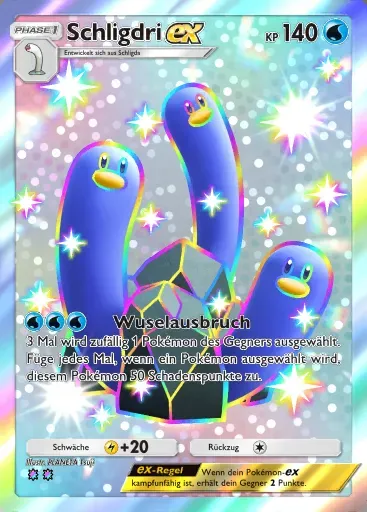 PHASE 1
Schligdri ex
KP 140
Entwickelt sich aus Schligda
Wuselausbruch
3 Mal wird zufällig 1 Pokémon des Gegners ausgewählt.
Füge jedes Mal, wenn ein Pokémon ausgewählt wird,
diesem Pokémon 50 Schadenspunkte zu.
Schwäche +20 Rückzug
Illustr. PLANETA Tsuji
ex-Regel Wenn dein Pokémon-ex
kampfunfähig ist, erhält dein Gegner 2 Punkte.